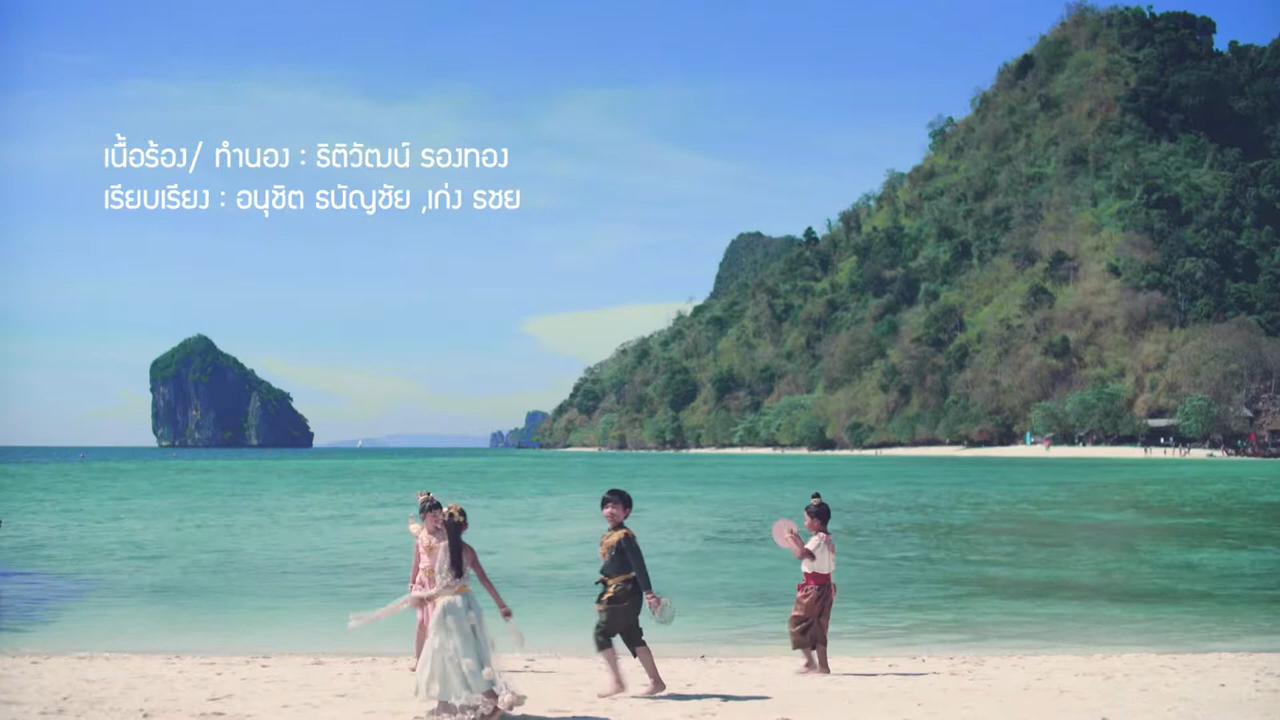 เนื้อร้อง/ ทำนอง : ธิติวัฒน์ รองทอง
เรียบเรียง : อนุชิต ธนัญชัย ,เก่ง ธชย